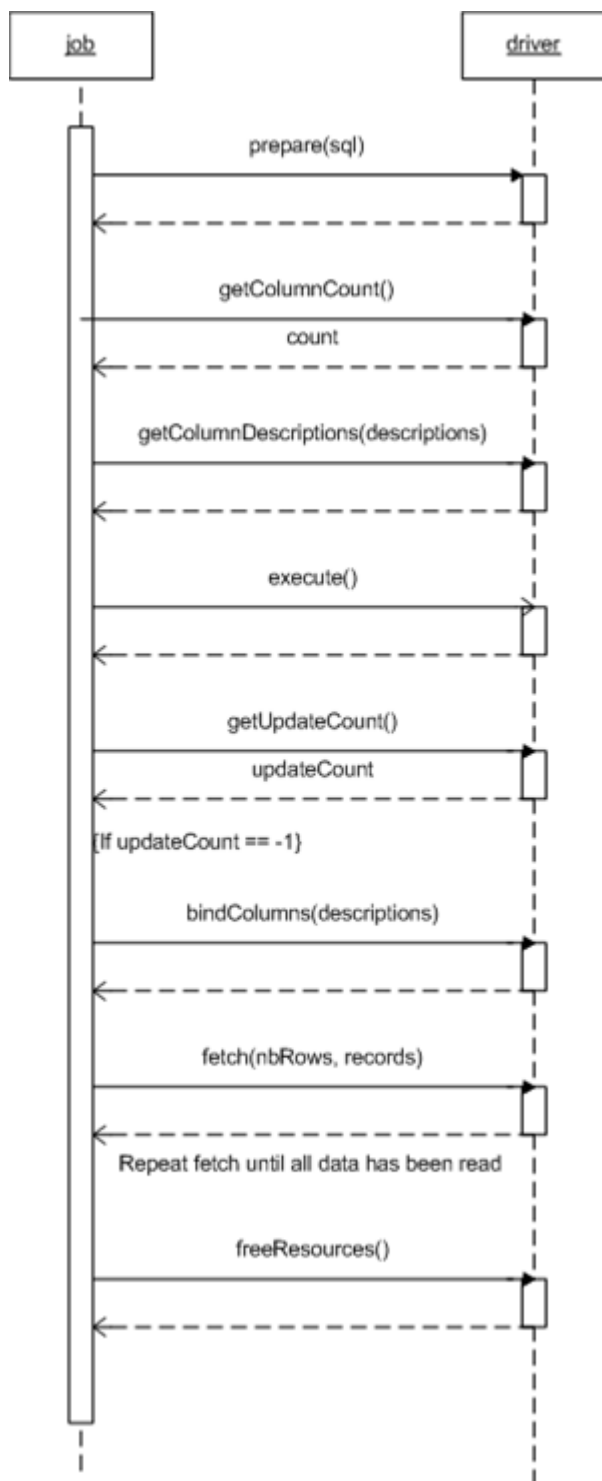 job
driver
prepare(sql)
getColumnCount()
count
getColumnDescriptions(descriptions)
execute()
getUpdateCount()
updateCount
{If updateCount == -1}
bindColumns(descriptions)
fetch(nbRows, records)
Repeat fetch until all data has been read
freeResources()